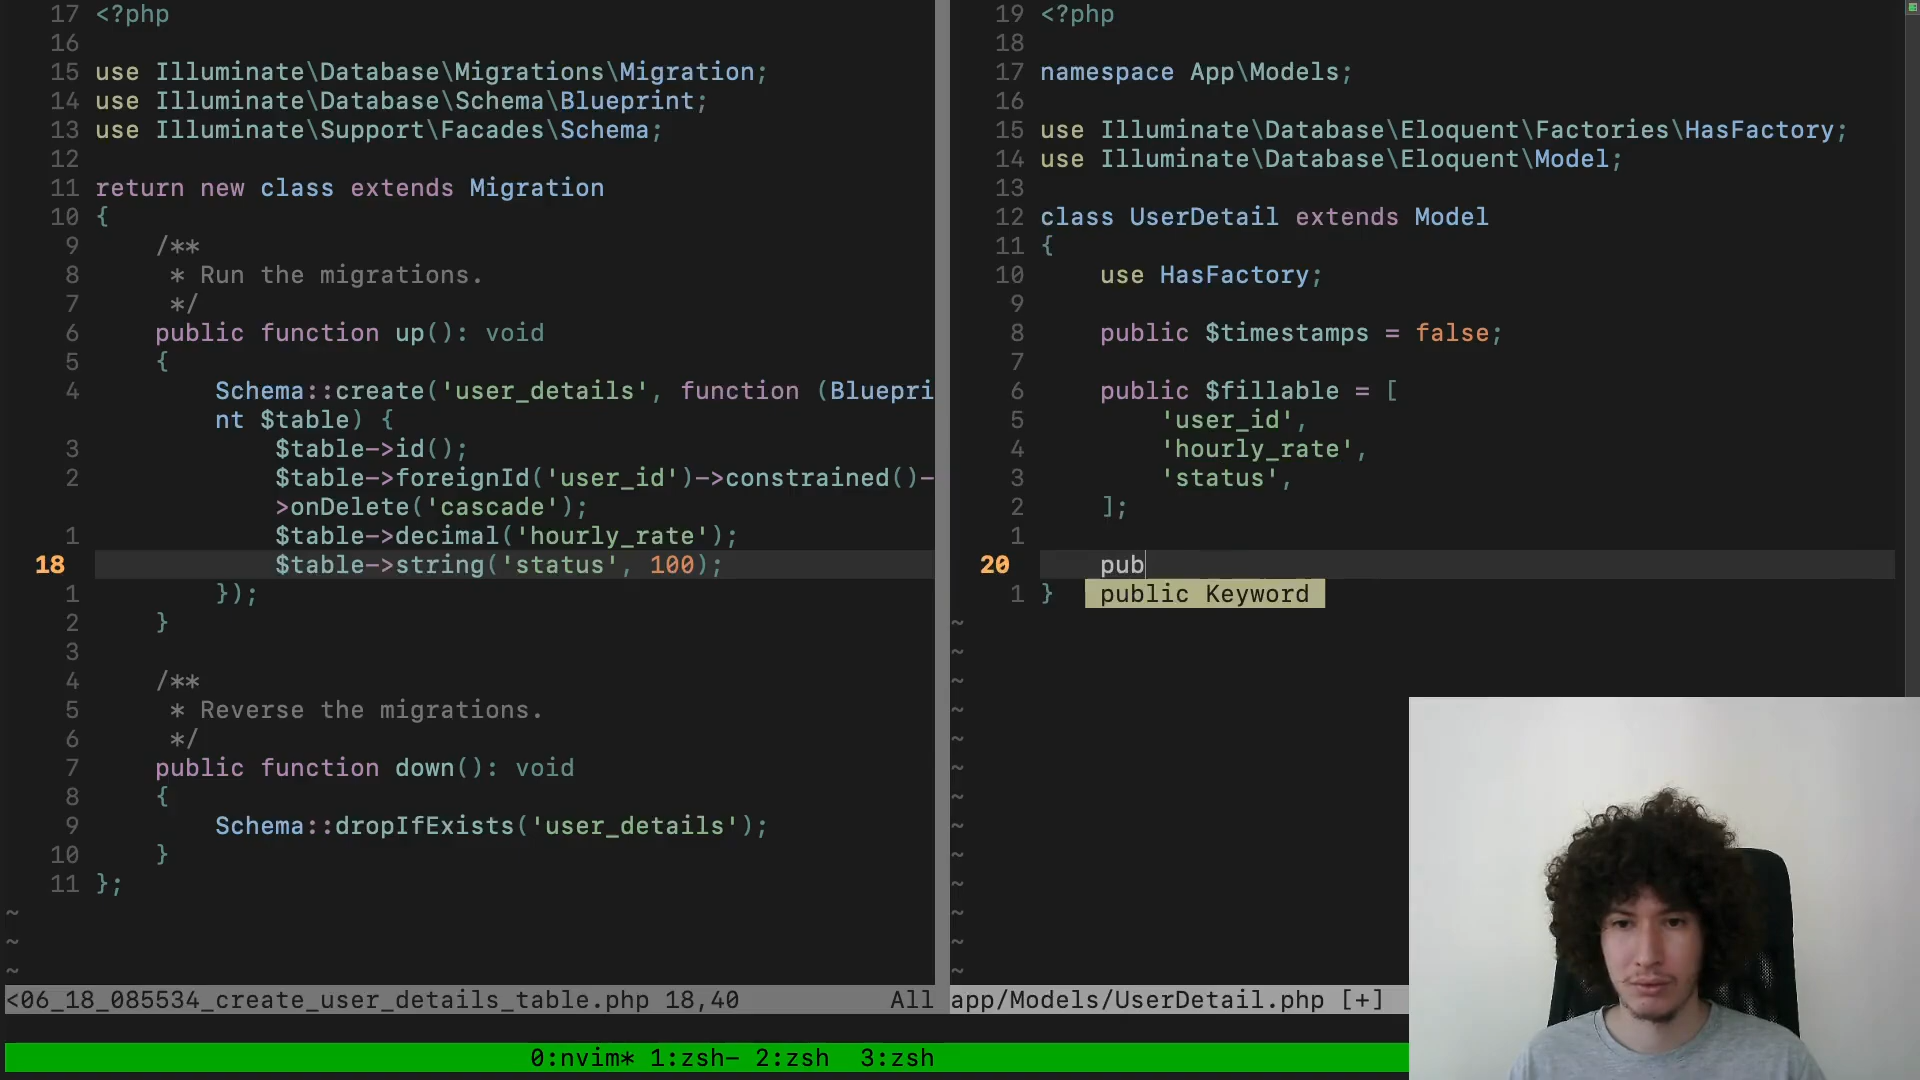 17 <?php
16
15 use Illuminate\Database\Migrations\Migration;
14 use Illuminate\Database\Schema\Blueprint;
13 use Illuminate\Support\Facades\Schema;
12
11 return new class extends Migration
10 {
9 /**
8 * Run the migrations.
7 */
6 public function up(): void
5 {
4 Schema::create('user_details', function (Bluepri
nt $table) {
3 $table->id();
2 $table->foreignId('user_id')->constrained()-
>onDelete('cascade');
1 $table->decimal('hourly_rate');
18 $table->string('status', 100);
1 });
2 }
3
4 /**
5 * Reverse the migrations.
6 */
7 public function down(): void
8 {
9 Schema::dropIfExists('user_details');
10 }
11 };
~
~
~
<06_18_085534_create_user_details_table.php 18,40 All
19 <?php
18
17 namespace App\Models;
16
15 use Illuminate\Database\Eloquent\Factories\HasFactory;
14 use Illuminate\Database\Eloquent\Model;
13
12 class UserDetail extends Model
11 {
10 use HasFactory;
9
8 public $timestamps = false;
7
6 public $fillable = [
5 'user_id',
4 'hourly_rate',
3 'status',
2 ];
1
20 pub
1 } public Keyword
~
~
~
~
~
~
~
~
~
~
~
~
~
app/Models/UserDetail.php [+]
0:nvim* 1:zsh- 2:zsh 3:zsh